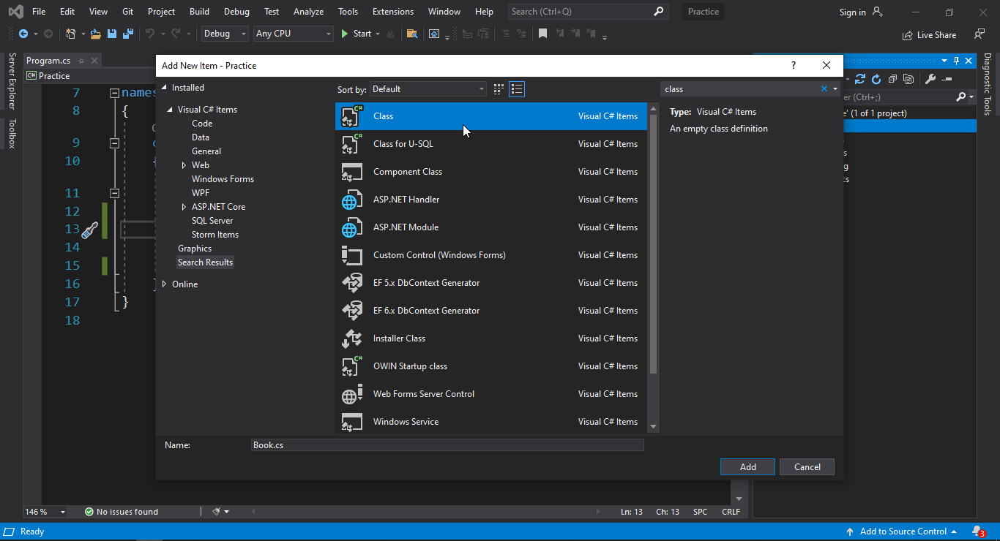 File Edit View Git Project Build Debug Test Analyze Tools Extensions Window Help Search (Ctrl+Q) Practice Sign in
Debug Any CPU Start Live Share
Server Explorer
Toolbox
Program.cs
C# Practice
7 names
8 {
9
10 {
11
12
13
14
15
16
17 }
18
Add New Item - Practice ?
Installed
Visual C# Items
Code
Data
General
Web
Windows Forms
WPF
ASP.NET Core
SQL Server
Storm Items
Graphics
Search Results
Online
Sort by: Default
Class Visual C# Items
Class for U-SQL Visual C# Items
Component Class Visual C# Items
ASP.NET Handler Visual C# Items
ASP.NET Module Visual C# Items
Custom Control (Windows Forms) Visual C# Items
EF 5.x DbContext Generator Visual C# Items
EF 6.x DbContext Generator Visual C# Items
Installer Class Visual C# Items
OWIN Startup class Visual C# Items
Web Forms Server Control Visual C# Items
Windows Service Visual C# Items
class
Type: Visual C# Items
An empty class definition
Name: Book.cs
Add Cancel
er (Ctrl+;)
e' (1 of 1 project)
s
g
cs
Diagnostic Tools
146 % No issues found Ln: 13 Ch: 13 SPC CRLF
Ready Add to Source Control 3